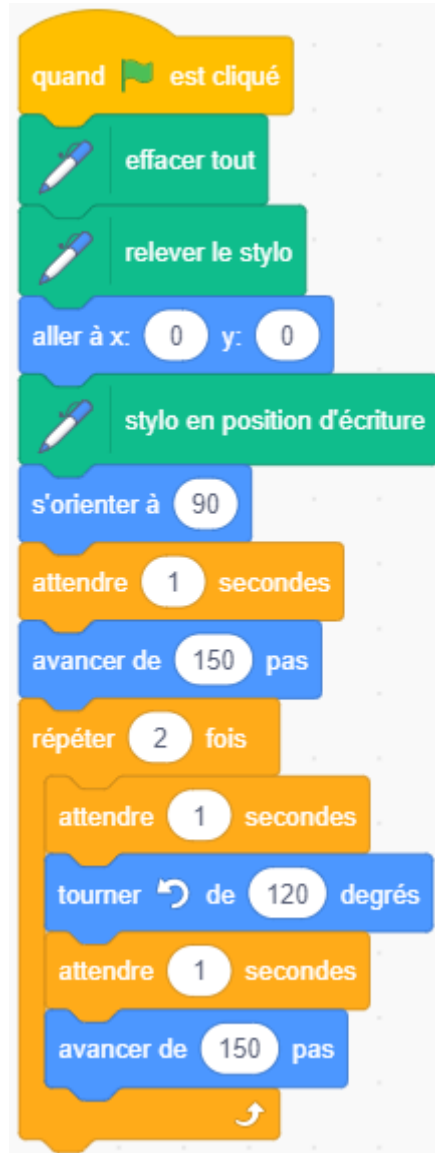 quand est cliqué
effacer tout
relever le stylo
aller à x: 0 y: 0
stylo en position d'écriture
s'orienter à 90
attendre 1 secondes
avancer de 150 pas
répéter 2 fois
attendre 1 secondes
tourner de 120 degrés
attendre 1 secondes
avancer de 150 pas